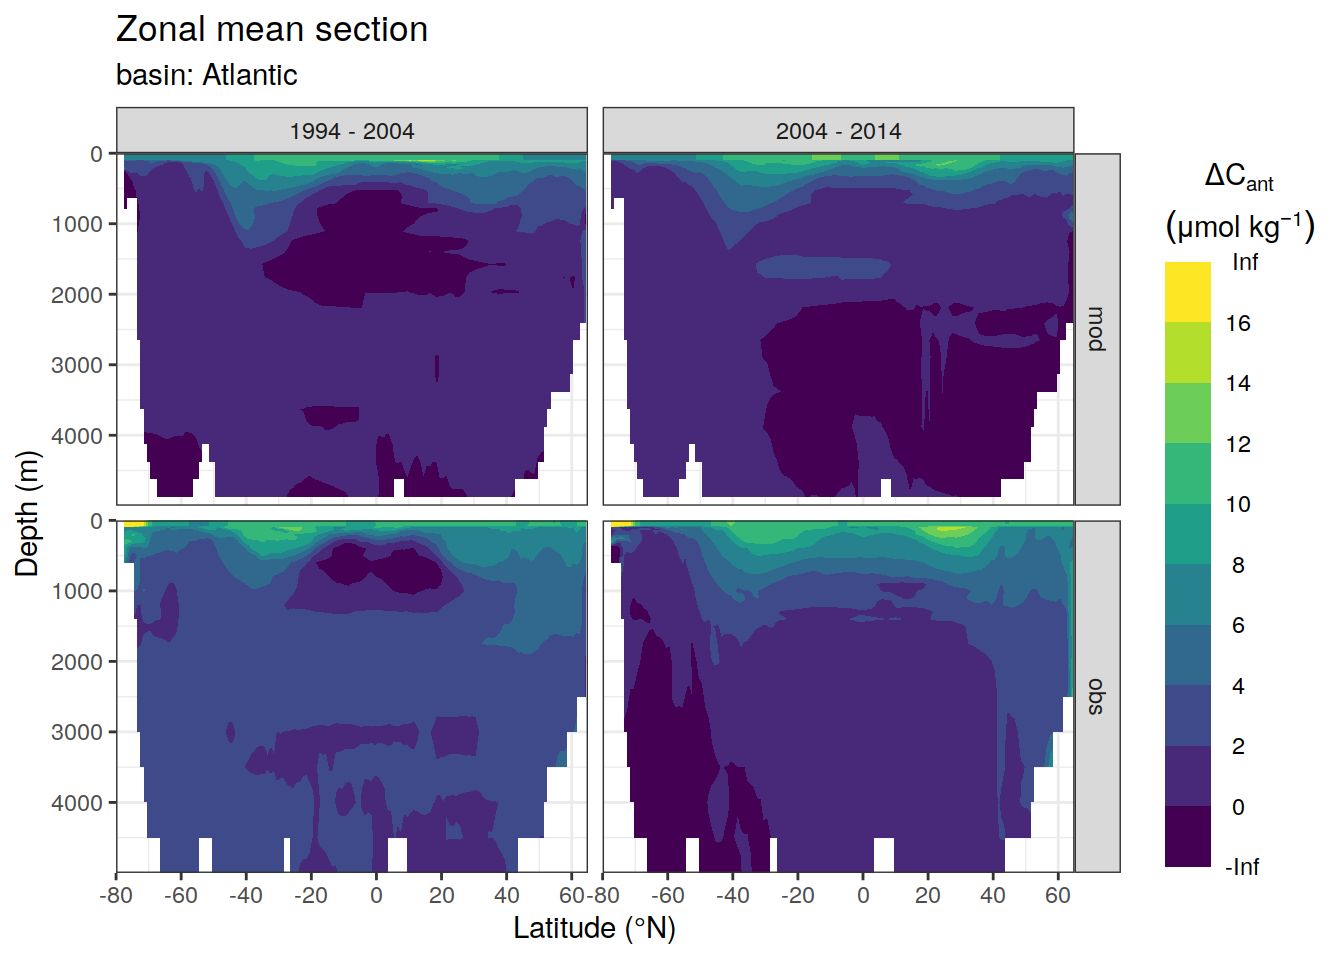 Zonal mean section
basin: Atlantic
1994 - 2004
2004 - 2014
0
1000
2000
3000
4000
mod
0
1000
2000
3000
4000
obs
-80 -60 -40 -20 0 20 40 60
-80 -60 -40 -20 0 20 40 60
Latitude (°N)
Depth (m)
ΔCant
(μmol kg⁻¹)
Inf
16
14
12
10
8
6
4
2
0
-Inf